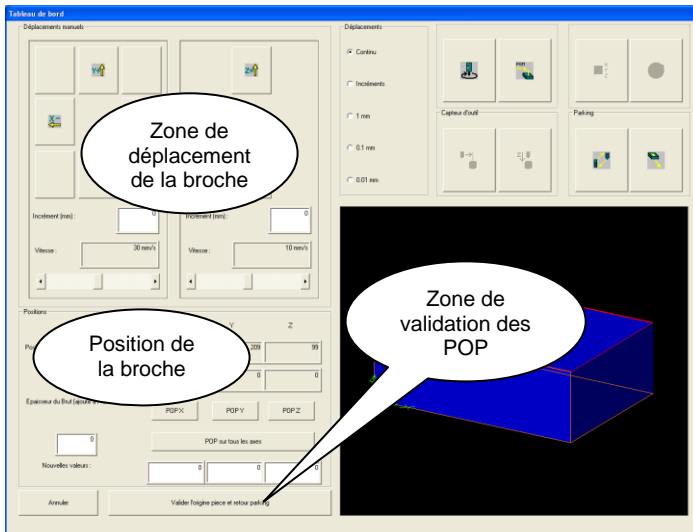 Tableau de bord
Déplacements manuels
Y+
Z+
X-
Zone de
déplacement
de la broche
Incrément (mm) :
0
Incrément (mm) :
0
Vitesse :
30 mm/s
Vitesse :
10 mm/s
Déplacements
Continu
Incréments
1 mm
0.1 mm
0.01 mm
Capteur d'outil
Parking
Positions
Y
Z
209
99
0
0
Position de
la broche
Epaisseur du Brut (ajouté
POP X
POP Y
POP Z
0
POP sur tous les axes
Nouvelles valeurs :
0
0
0
Annuler
Valider l'origine piece et retour parking
Zone de
validation des
POP